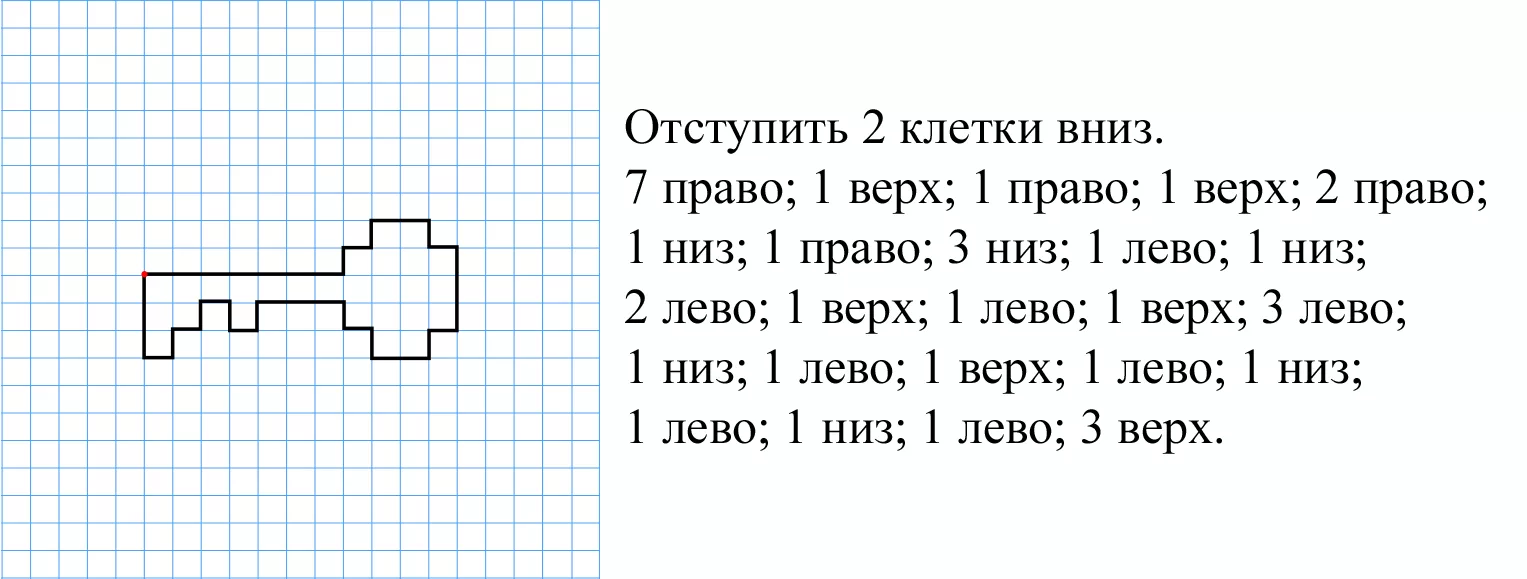 Отступить 2 клетки вниз.
7 право; 1 верх; 1 право; 1 верх; 2 право;
1 низ; 1 право; 3 низ; 1 лево; 1 низ;
2 лево; 1 верх; 1 лево; 1 верх; 3 лево;
1 низ; 1 лево; 1 верх; 1 лево; 1 низ;
1 лево; 1 низ; 1 лево; 3 верх.